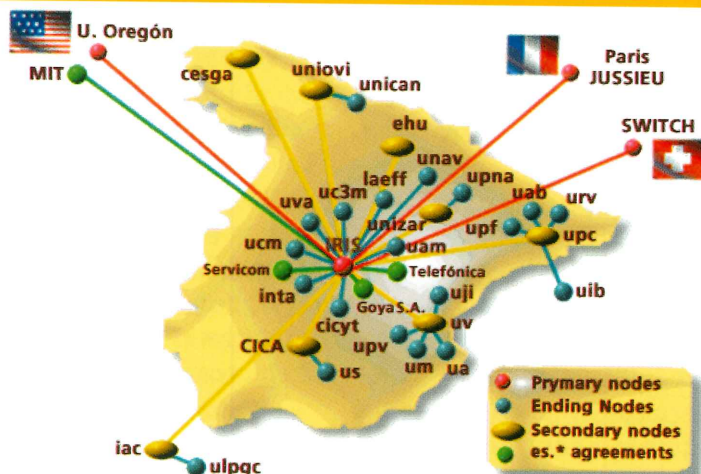 U. Oregón
MIT
Paris
JUSSIEU
SWITCH
cesga
uniovi
unican
ehu
unav
upna
uab
urv
uva
uc3m
laeff
unizar
upf
upc
ucm
IRIS
uam
Servicom
Telefónica
uib
inta
Goya S.A.
uji
cicyt
uv
upv
CICA
um
ua
us
iac
ulpgc
Prymary nodes
Ending Nodes
Secondary nodes
es.* agreements